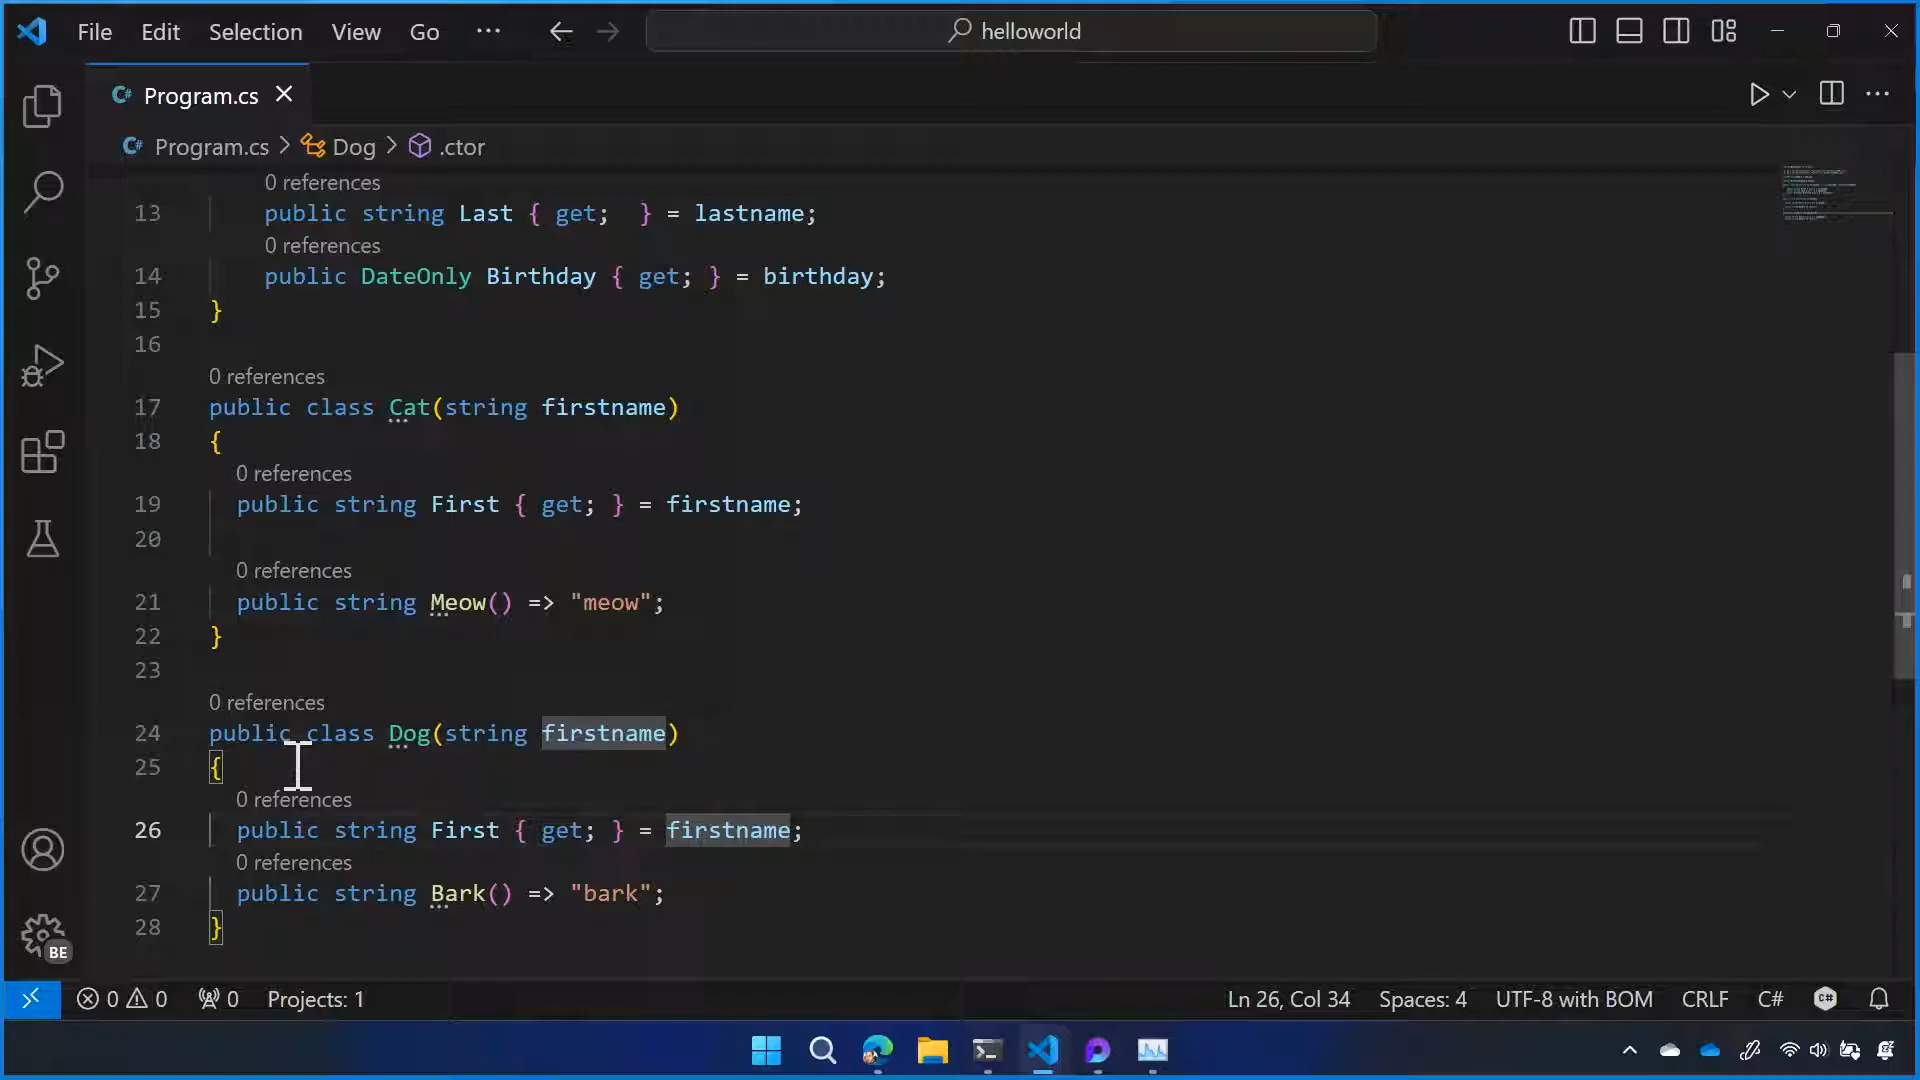 File Edit Selection View Go ··· helloworld
C# Program.cs
C# Program.cs > Dog > .ctor
0 references
13 public string Last { get;  } = lastname;
0 references
14 public DateOnly Birthday { get; } = birthday;
15 }
16
0 references
17 public class Cat(string firstname)
18 {
0 references
19 public string First { get; } = firstname;
20
0 references
21 public string Meow() => "meow";
22 }
23
0 references
24 public class Dog(string firstname)
25 {
0 references
26 public string First { get; } = firstname;
0 references
27 public string Bark() => "bark";
28 }
BE
0 0 0 Projects: 1 Ln 26, Col 34 Spaces: 4 UTF-8 with BOM CRLF C# C#